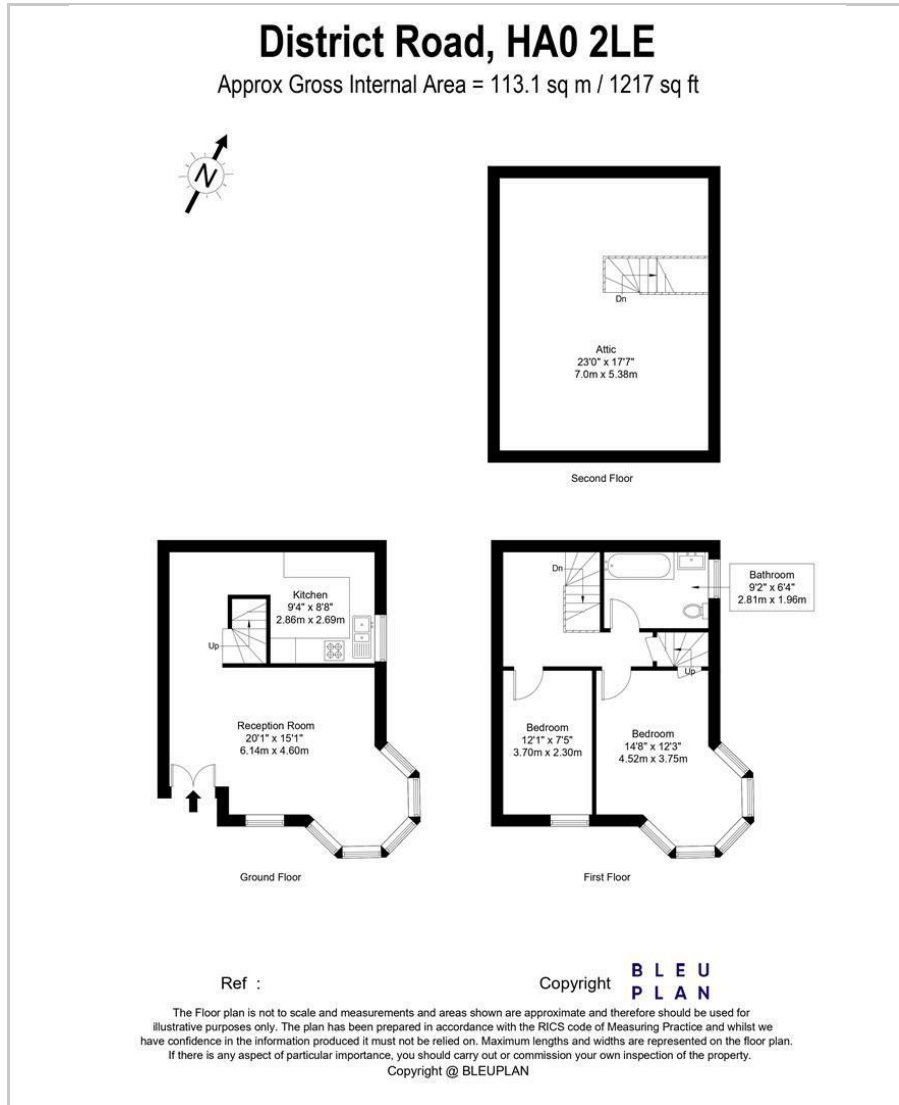 District Road, HA0 2LE
Approx Gross Internal Area = 113.1 sq m / 1217 sq ft
N
Dn
Attic
23'0" x 17'7"
7.0m x 5.38m
Second Floor
Kitchen
9'4" x 8'8"
2.86m x 2.69m
Up
Reception Room
20'1" x 15'1"
6.14m x 4.60m
Ground Floor
Dn
Bathroom
9'2" x 6'4"
2.81m x 1.96m
Up
Bedroom
12'1" x 7'5"
3.70m x 2.30m
Bedroom
14'8" x 12'3"
4.52m x 3.75m
First Floor
Ref :
Copyright
BLEU
PLAN
The Floor plan is not to scale and measurements and areas shown are approximate and therefore should be used for
illustrative purposes only. The plan has been prepared in accordance with the RICS code of Measuring Practice and whilst we
have confidence in the information produced it must not be relied on. Maximum lengths and widths are represented on the floor plan.
If there is any aspect of particular importance, you should carry out or commission your own inspection of the property.
Copyright @ BLEUPLAN